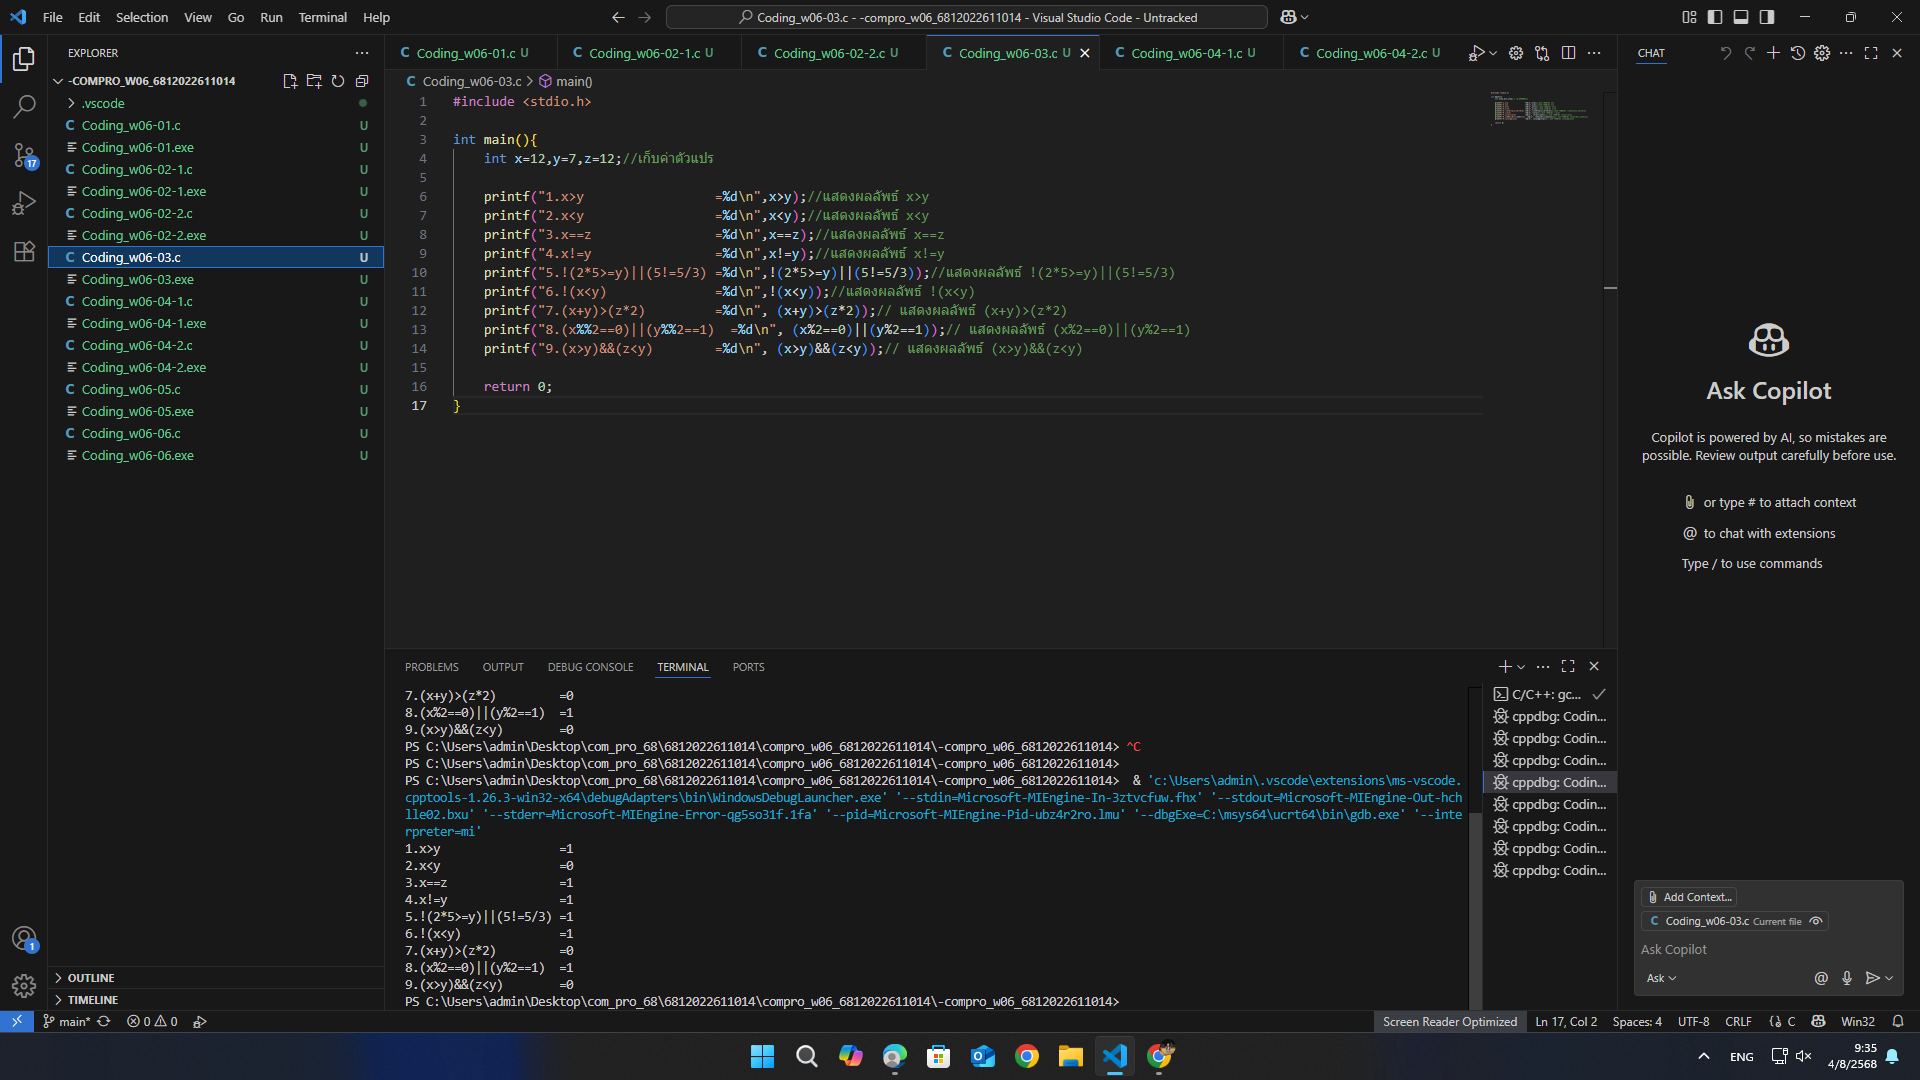 File Edit Selection View Go Run Terminal Help
Coding_w06-03.c - -compro_w06_6812022611014 - Visual Studio Code - Untracked
EXPLORER
-COMPRO_W06_6812022611014
.vscode
C Coding_w06-01.c U
Coding_w06-01.exe U
C Coding_w06-02-1.c U
Coding_w06-02-1.exe U
C Coding_w06-02-2.c U
Coding_w06-02-2.exe U
C Coding_w06-03.c U
Coding_w06-03.exe U
C Coding_w06-04-1.c U
Coding_w06-04-1.exe U
C Coding_w06-04-2.c U
Coding_w06-04-2.exe U
C Coding_w06-05.c U
Coding_w06-05.exe U
C Coding_w06-06.c U
Coding_w06-06.exe U
17
1
OUTLINE
TIMELINE
C Coding_w06-01.c U C Coding_w06-02-1.c U C Coding_w06-02-2.c U C Coding_w06-03.c U C Coding_w06-04-1.c U C Coding_w06-04-2.c U
C Coding_w06-03.c > main()
1 #include <stdio.h>
2
3 int main(){
4 int x=12,y=7,z=12;//เก็บค่าตัวแปร
5
6 printf("1.x>y =%d\n",x>y);//แสดงผลลัพธ์ x>y
7 printf("2.x<y =%d\n",x<y);//แสดงผลลัพธ์ x<y
8 printf("3.x==z =%d\n",x==z);//แสดงผลลัพธ์ x==z
9 printf("4.x!=y =%d\n",x!=y);//แสดงผลลัพธ์ x!=y
10 printf("5.!(2*5>=y)||(5!=5/3) =%d\n",!(2*5>=y)||(5!=5/3));//แสดงผลลัพธ์ !(2*5>=y)||(5!=5/3)
11 printf("6.!(x<y) =%d\n",!(x<y));//แสดงผลลัพธ์ !(x<y)
12 printf("7.(x+y)>(z*2) =%d\n", (x+y)>(z*2));// แสดงผลลัพธ์ (x+y)>(z*2)
13 printf("8.(x%%2==0)||(y%%2==1) =%d\n", (x%2==0)||(y%2==1));// แสดงผลลัพธ์ (x%2==0)||(y%2==1)
14 printf("9.(x>y)&&(z<y) =%d\n", (x>y)&&(z<y));// แสดงผลลัพธ์ (x>y)&&(z<y)
15
16 return 0;
17 }
PROBLEMS OUTPUT DEBUG CONSOLE TERMINAL PORTS
7.(x+y)>(z*2) =0
8.(x%2==0)||(y%2==1) =1
9.(x>y)&&(z<y) =0
PS C:\Users\admin\Desktop\com_pro_68\6812022611014\compro_w06_6812022611014\-compro_w06_6812022611014> ^C
PS C:\Users\admin\Desktop\com_pro_68\6812022611014\compro_w06_6812022611014\-compro_w06_6812022611014>
PS C:\Users\admin\Desktop\com_pro_68\6812022611014\compro_w06_6812022611014\-compro_w06_6812022611014> & 'c:\Users\admin\.vscode\extensions\ms-vscode.
cpptools-1.26.3-win32-x64\debugAdapters\bin\WindowsDebugLauncher.exe' '--stdin=Microsoft-MIEngine-In-3ztvcfuw.fhx' '--stdout=Microsoft-MIEngine-Out-hch
lle02.bxu' '--stderr=Microsoft-MIEngine-Error-qg5so31f.1fa' '--pid=Microsoft-MIEngine-Pid-ubz4r2ro.lmu' '--dbgExe=C:\msys64\ucrt64\bin\gdb.exe' '--inte
rpreter=mi'
1.x>y =1
2.x<y =0
3.x==z =1
4.x!=y =1
5.!(2*5>=y)||(5!=5/3) =1
6.!(x<y) =1
7.(x+y)>(z*2) =0
8.(x%2==0)||(y%2==1) =1
9.(x>y)&&(z<y) =0
PS C:\Users\admin\Desktop\com_pro_68\6812022611014\compro_w06_6812022611014\-compro_w06_6812022611014>
C/C++: gc...
cppdbg: Codin...
cppdbg: Codin...
cppdbg: Codin...
cppdbg: Codin...
cppdbg: Codin...
cppdbg: Codin...
cppdbg: Codin...
cppdbg: Codin...
CHAT
Ask Copilot
Copilot is powered by AI, so mistakes are
possible. Review output carefully before use.
or type # to attach context
@ to chat with extensions
Type / to use commands
Add Context...
C Coding_w06-03.c Current file
Ask Copilot
Ask
main* 0 0 Screen Reader Optimized Ln 17, Col 2 Spaces: 4 UTF-8 CRLF {} C Win32
ENG
9:35
4/8/2568